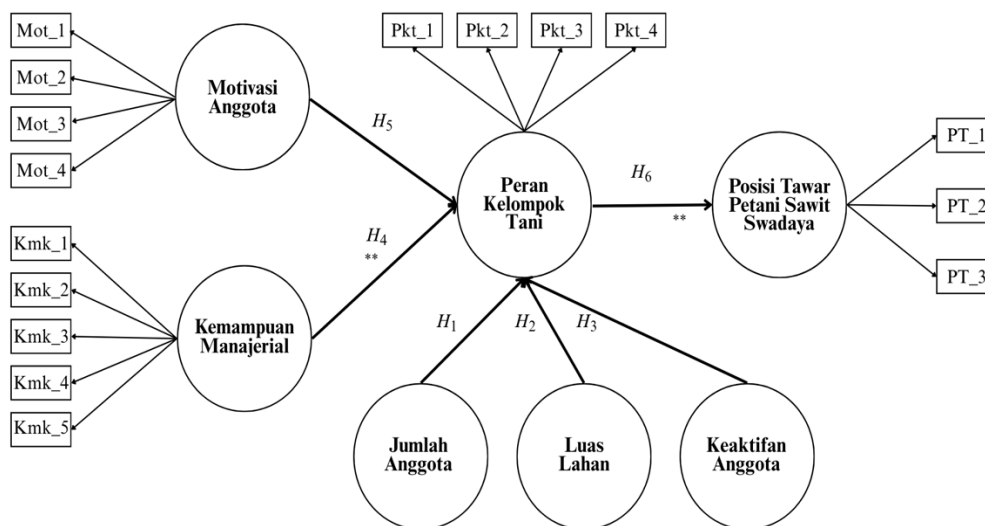 Mot_1
Mot_2
Mot_3
Mot_4
Motivasi
Anggota
Pkt_1
Pkt_2
Pkt_3
Pkt_4
H5
Peran
Kelompok
Tani
H6
**
Posisi Tawar
Petani Sawit
Swadaya
PT_1
PT_2
PT_3
H4
**
Kmk_1
Kmk_2
Kmk_3
Kmk_4
Kmk_5
Kemampuan
Manajerial
H1
H2
H3
Jumlah
Anggota
Luas
Lahan
Keaktifan
Anggota